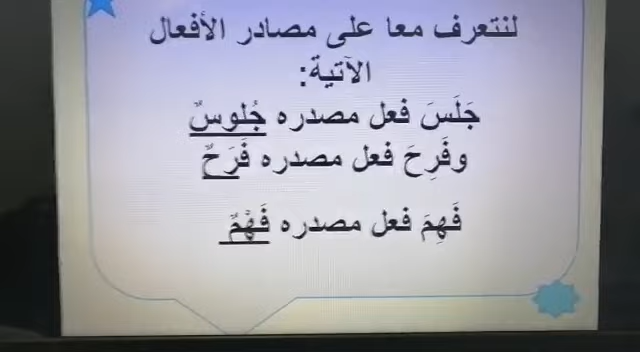 لنتعرف معا على مصادر الأفعال
الآتية:
جَلَسَ فعل مصدره جُلوسٌ
وفَرِحَ فعل مصدره فَرَحٌ
فَهِمَ فعل مصدره فَهْمٌ